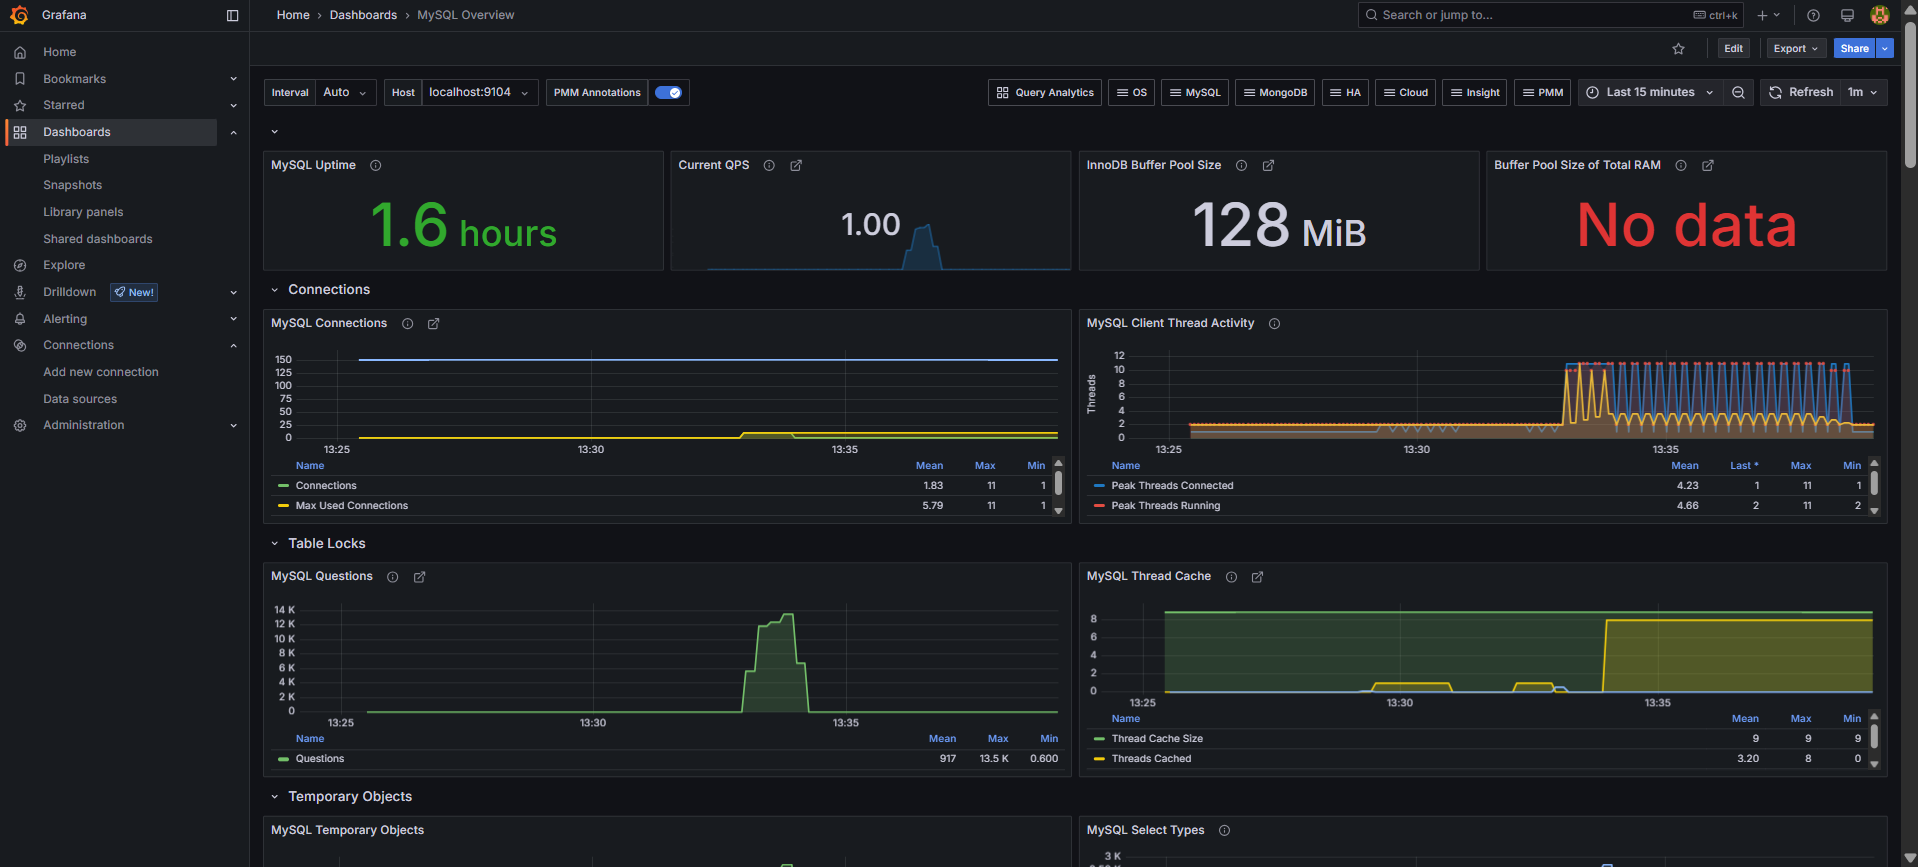 Grafana
Home › Dashboards › MySQL Overview
Search or jump to...
ctrl+k
Edit
Export
Share
Home
Bookmarks
Starred
Dashboards
Playlists
Snapshots
Library panels
Shared dashboards
Explore
Drilldown New!
Alerting
Connections
Add new connection
Data sources
Administration
Interval Auto
Host localhost:9104
PMM Annotations
Query Analytics
OS
MySQL
MongoDB
HA
Cloud
Insight
PMM
Last 15 minutes
Refresh 1m
MySQL Uptime
1.6 hours
Current QPS
1.00
InnoDB Buffer Pool Size
128 MiB
Buffer Pool Size of Total RAM
No data
Connections
MySQL Connections
150
125
100
75
50
25
0
13:25 13:30 13:35
Name Mean Max Min
Connections 1.83 11 1
Max Used Connections 5.79 11 1
MySQL Client Thread Activity
Threads
12
10
8
6
4
2
0
13:25 13:30 13:35
Name Mean Last * Max Min
Peak Threads Connected 4.23 1 11 1
Peak Threads Running 4.66 2 11 2
Table Locks
MySQL Questions
14 K
12 K
10 K
8 K
6 K
4 K
2 K
0
13:25 13:30 13:35
Name Mean Max Min
Questions 917 13.5 K 0.600
MySQL Thread Cache
8
6
4
2
0
13:25 13:30 13:35
Name Mean Max Min
Thread Cache Size 9 9 9
Threads Cached 3.20 8 0
Temporary Objects
MySQL Temporary Objects
MySQL Select Types
3 K